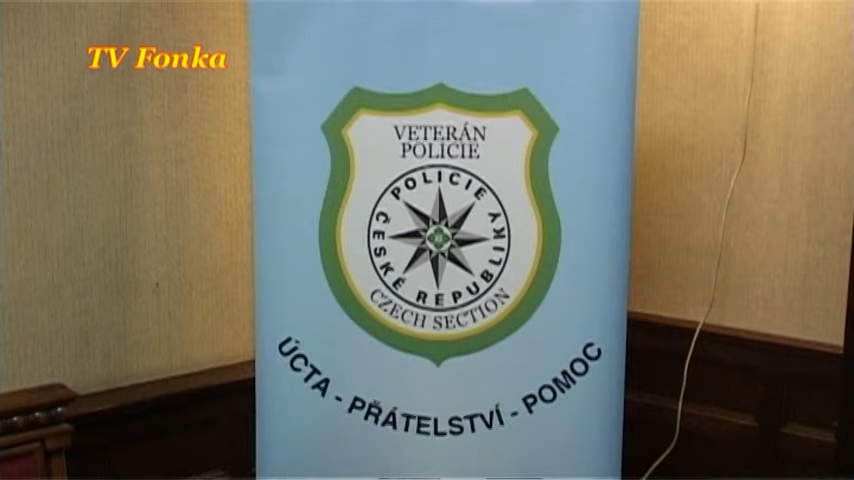 TV Fonka
VETERÁN
POLICIE
POLICIE
ČESKÉ REPUBLIKY
CZECH SECTION
ÚCTA - PŘÁTELSTVÍ - POMOC